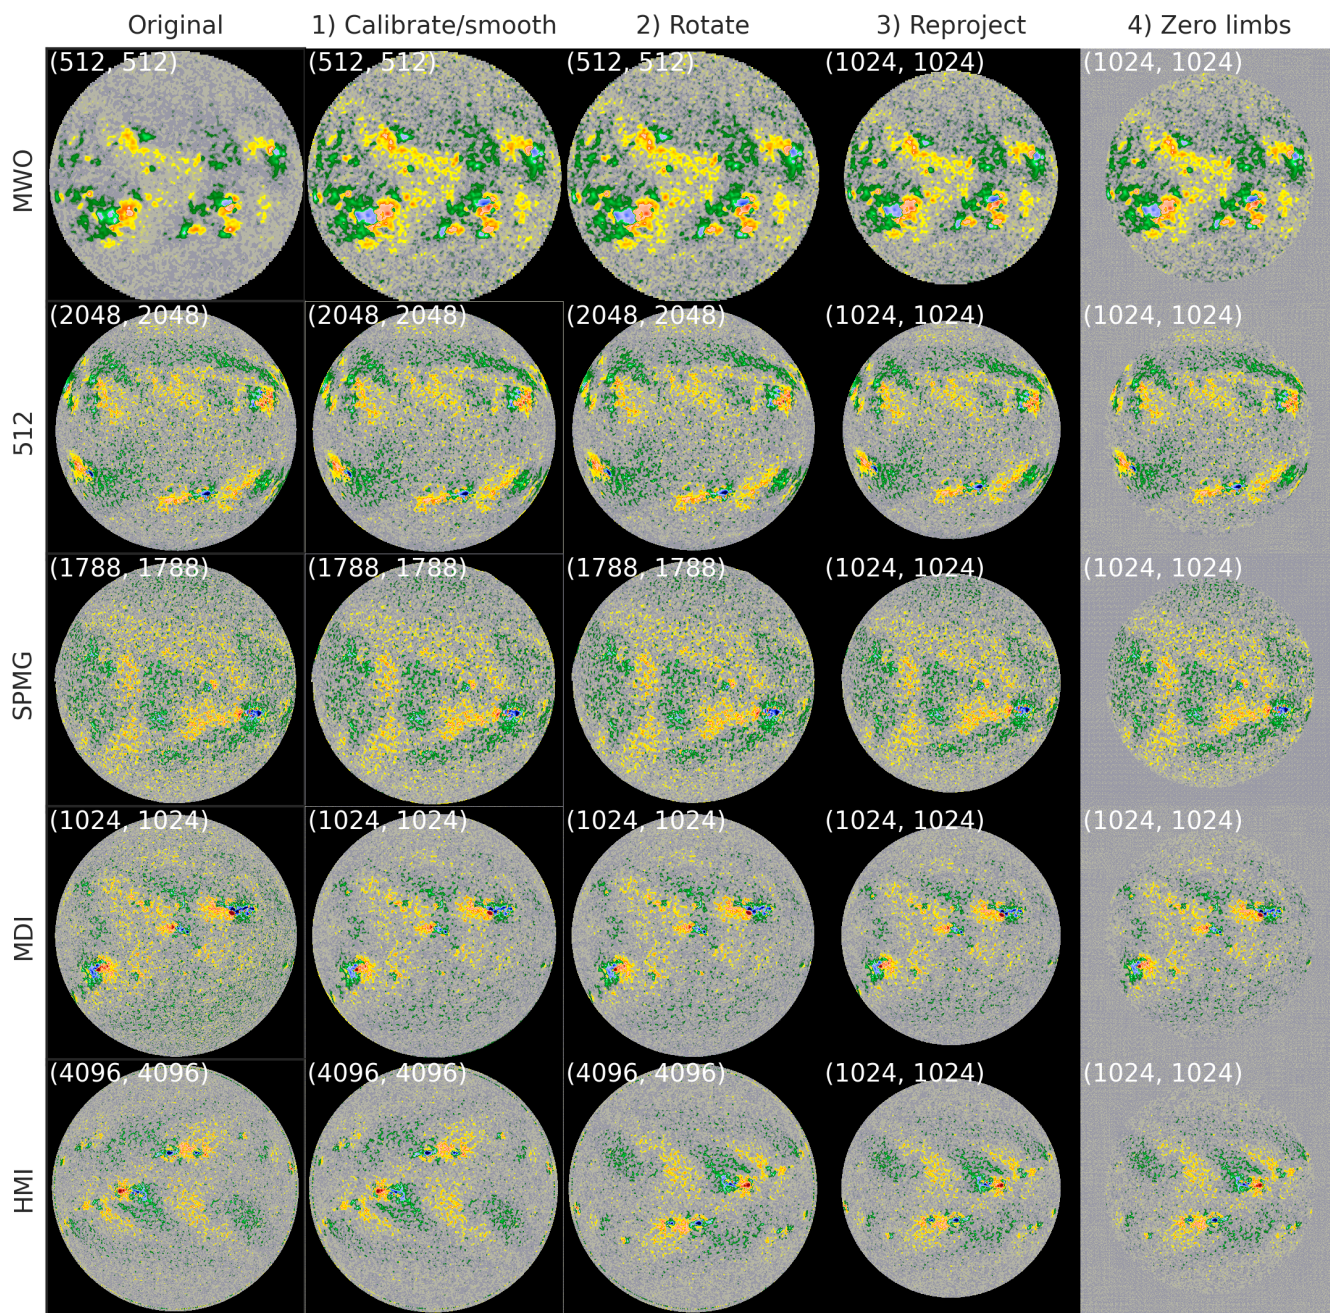 Original 1) Calibrate/smooth 2) Rotate 3) Reproject 4) Zero limbs
MWO (512, 512) (512, 512) (512, 512) (1024, 1024) (1024, 1024)
512 (2048, 2048) (2048, 2048) (2048, 2048) (1024, 1024) (1024, 1024)
SPMG (1788, 1788) (1788, 1788) (1788, 1788) (1024, 1024) (1024, 1024)
MDI (1024, 1024) (1024, 1024) (1024, 1024) (1024, 1024) (1024, 1024)
HMI (4096, 4096) (4096, 4096) (4096, 4096) (1024, 1024) (1024, 1024)